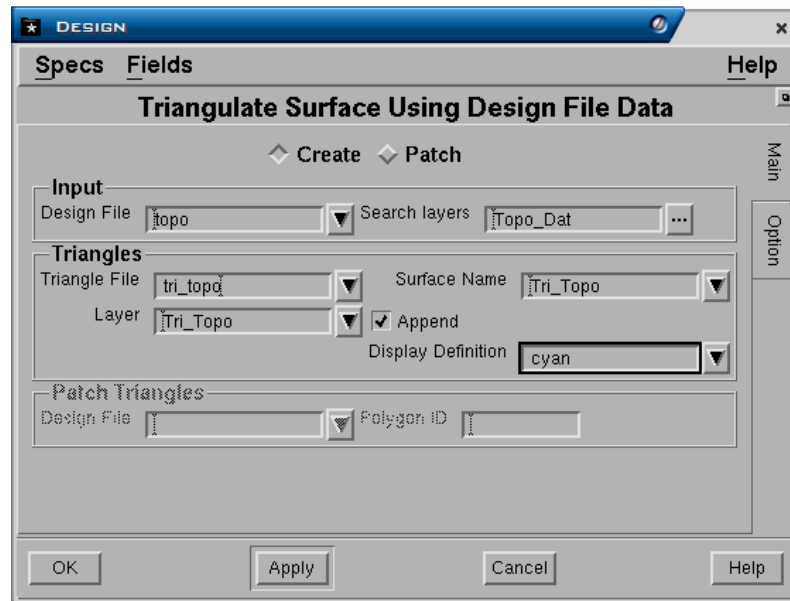 DESIGN
Specs Fields Help
Triangulate Surface Using Design File Data
Create Patch
Main
Option
Input
Design File topo Search layers Topo_Dat ...
Triangles
Triangle File tri_topo Surface Name Tri_Topo
Layer Tri_Topo Append
Display Definition cyan
Patch Triangles
Design File Polygon ID
OK Apply Cancel Help